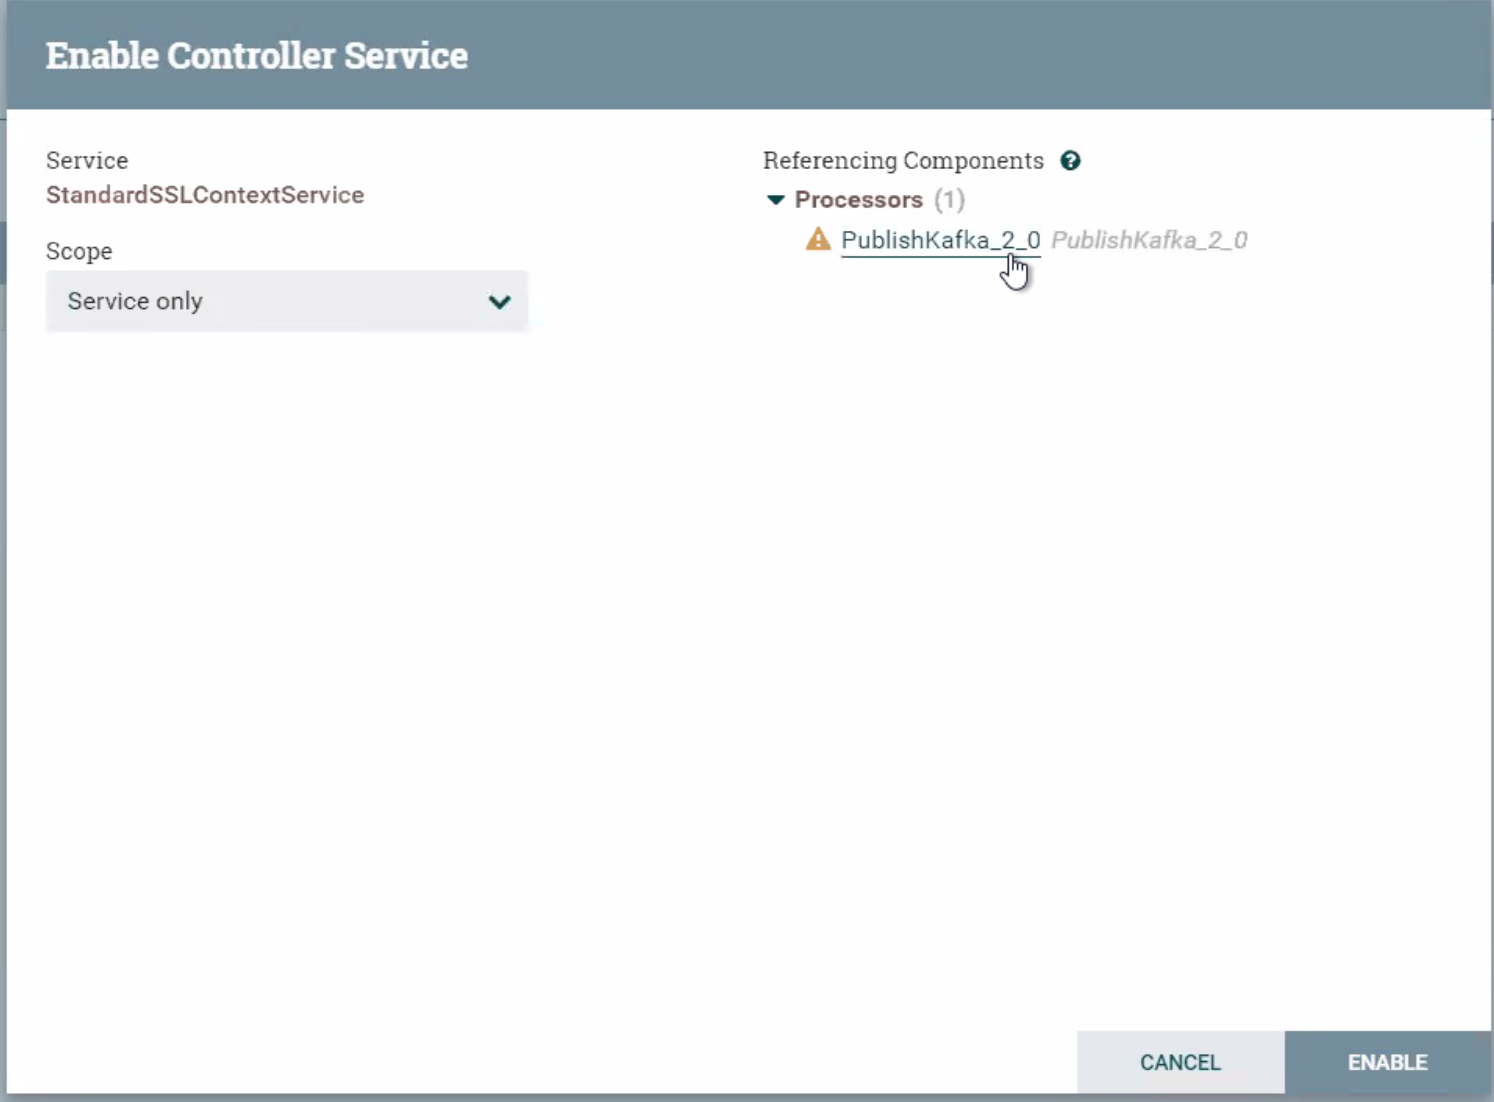 Enable Controller Service
Service
StandardSSLContextService
Scope
Service only
Referencing Components
Processors (1)
PublishKafka_2_0 PublishKafka_2_0
CANCEL
ENABLE